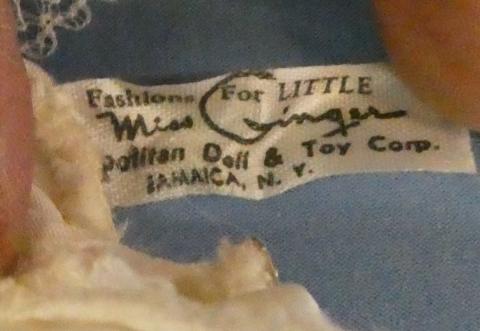 Fashions For LITTLE
Miss Ginger
politan Doll & Toy Corp.
JAMAICA, N. Y.